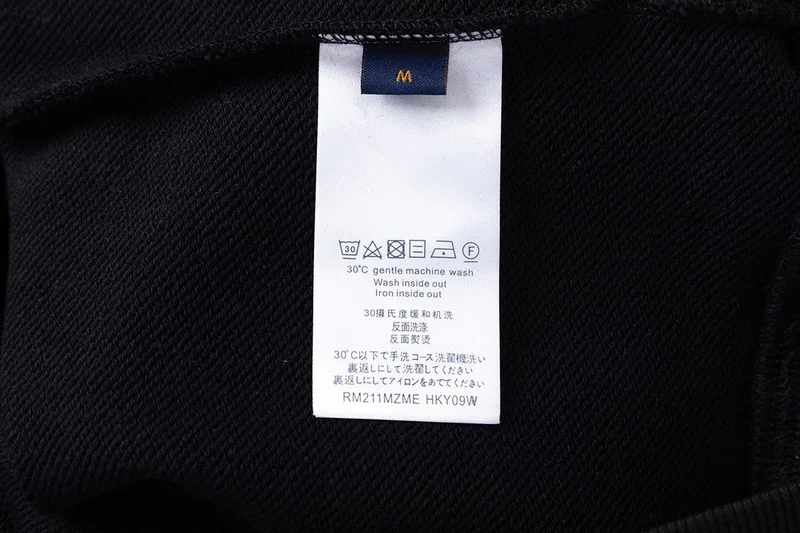 M
30
F
30°C gentle machine wash
Wash inside out
Iron inside out
30摄氏度缓和机洗
反面洗涤
反面熨烫
30℃以下で手洗コース洗濯機洗い
裏返しにして洗濯してください
裏返しにしてアイロンをあててください
RM211MZME HKY09W